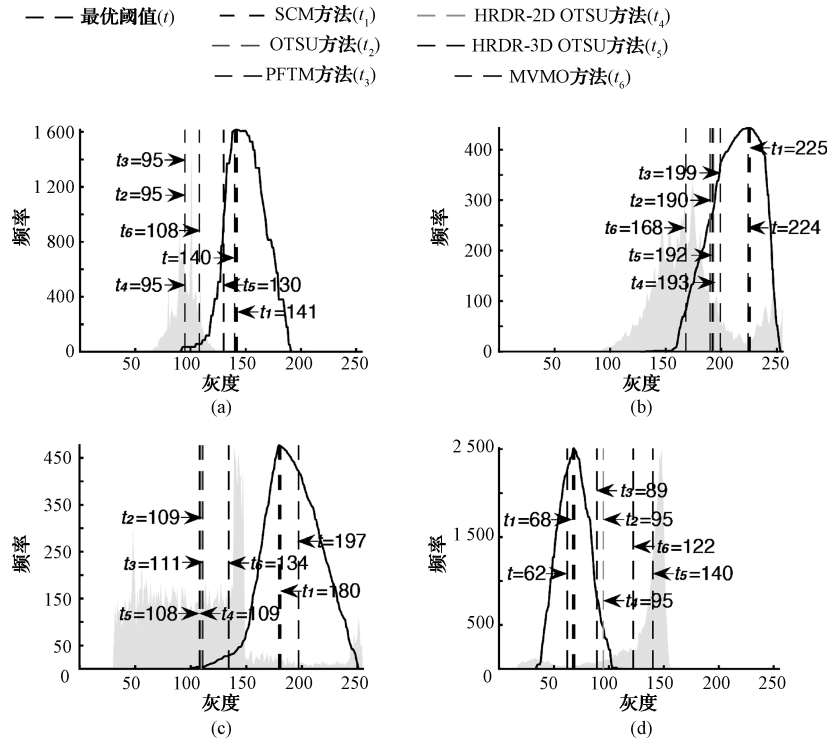 最优阈值(t)
SCM方法(t1)
HRDR-2D OTSU方法(t4)
OTSU方法(t2)
HRDR-3D OTSU方法(t5)
PFTM方法(t3)
MVMO方法(t6)
频率
1 600
1 200
800
400
0
t3=95
t2=95
t6=108
t=140
t4=95
t5=130
t1=141
50
100
150
200
250
灰度
(a)
频率
400
300
200
100
0
t1=225
t3=199
t2=190
t6=168
t=224
t5=192
t4=193
50
100
150
200
250
灰度
(b)
频率
450
350
250
150
50
0
t2=109
t=197
t3=111
t6=134
t1=180
t5=108
t4=109
50
100
150
200
250
灰度
(c)
频率
2 500
1 500
500
0
t3=89
t1=68
t2=95
t6=122
t=62
t5=140
t4=95
50
100
150
200
250
灰度
(d)